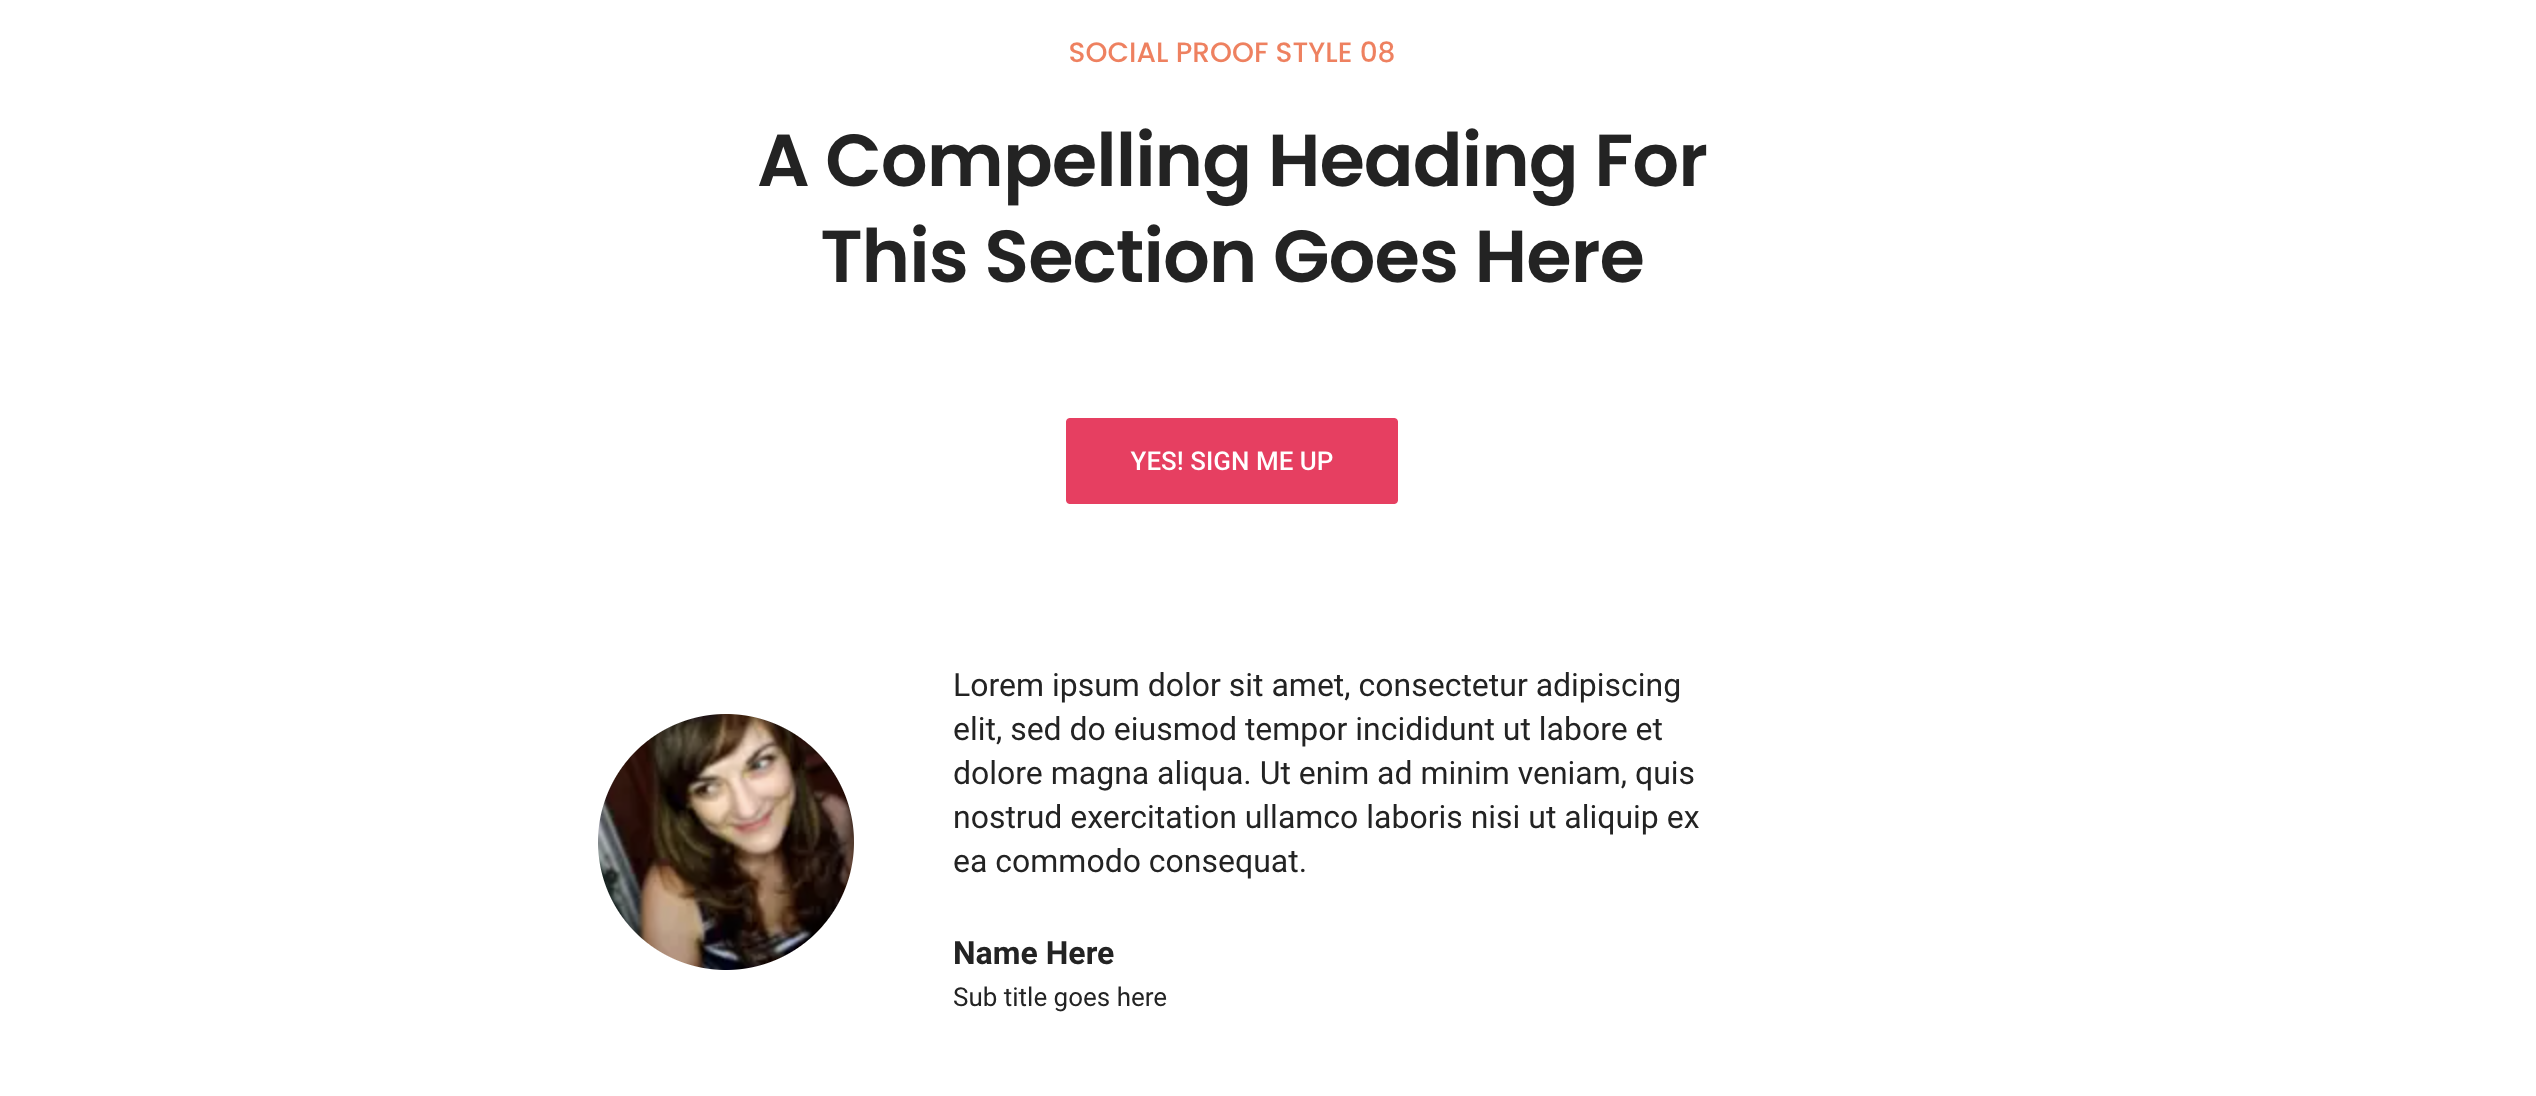 SOCIAL PROOF STYLE 08
A Compelling Heading For
This Section Goes Here
YES! SIGN ME UP
Lorem ipsum dolor sit amet, consectetur adipiscing
elit, sed do eiusmod tempor incididunt ut labore et
dolore magna aliqua. Ut enim ad minim veniam, quis
nostrud exercitation ullamco laboris nisi ut aliquip ex
ea commodo consequat.
Name Here
Sub title goes here